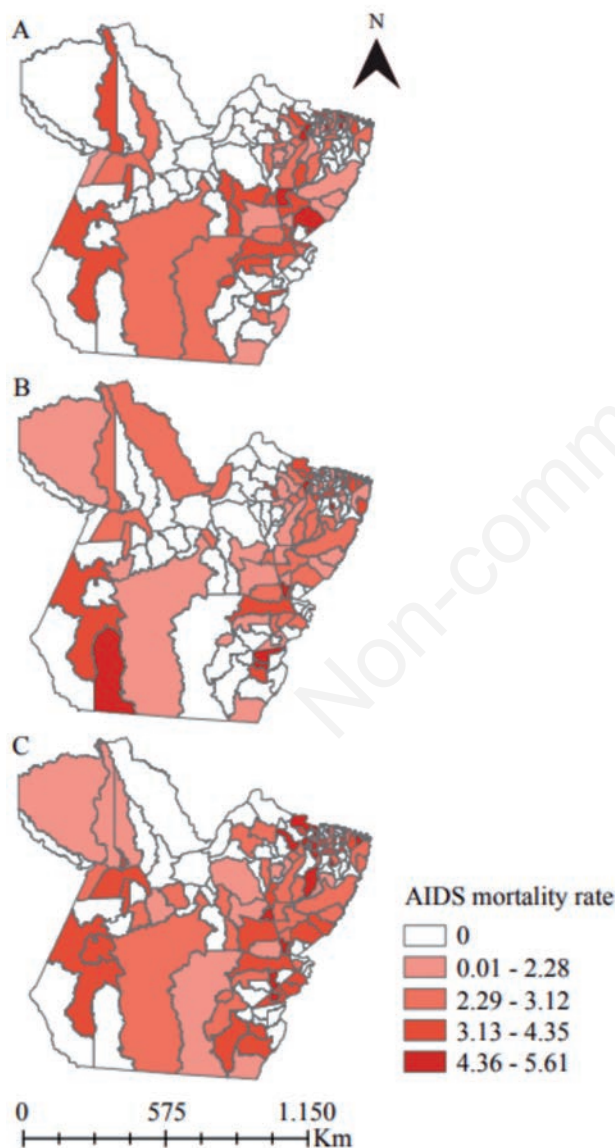 A
N
B
Non-comm
C
AIDS mortality rate
0
0.01 - 2.28
2.29 - 3.12
3.13 - 4.35
4.36 - 5.61
0 575 1.150
Km